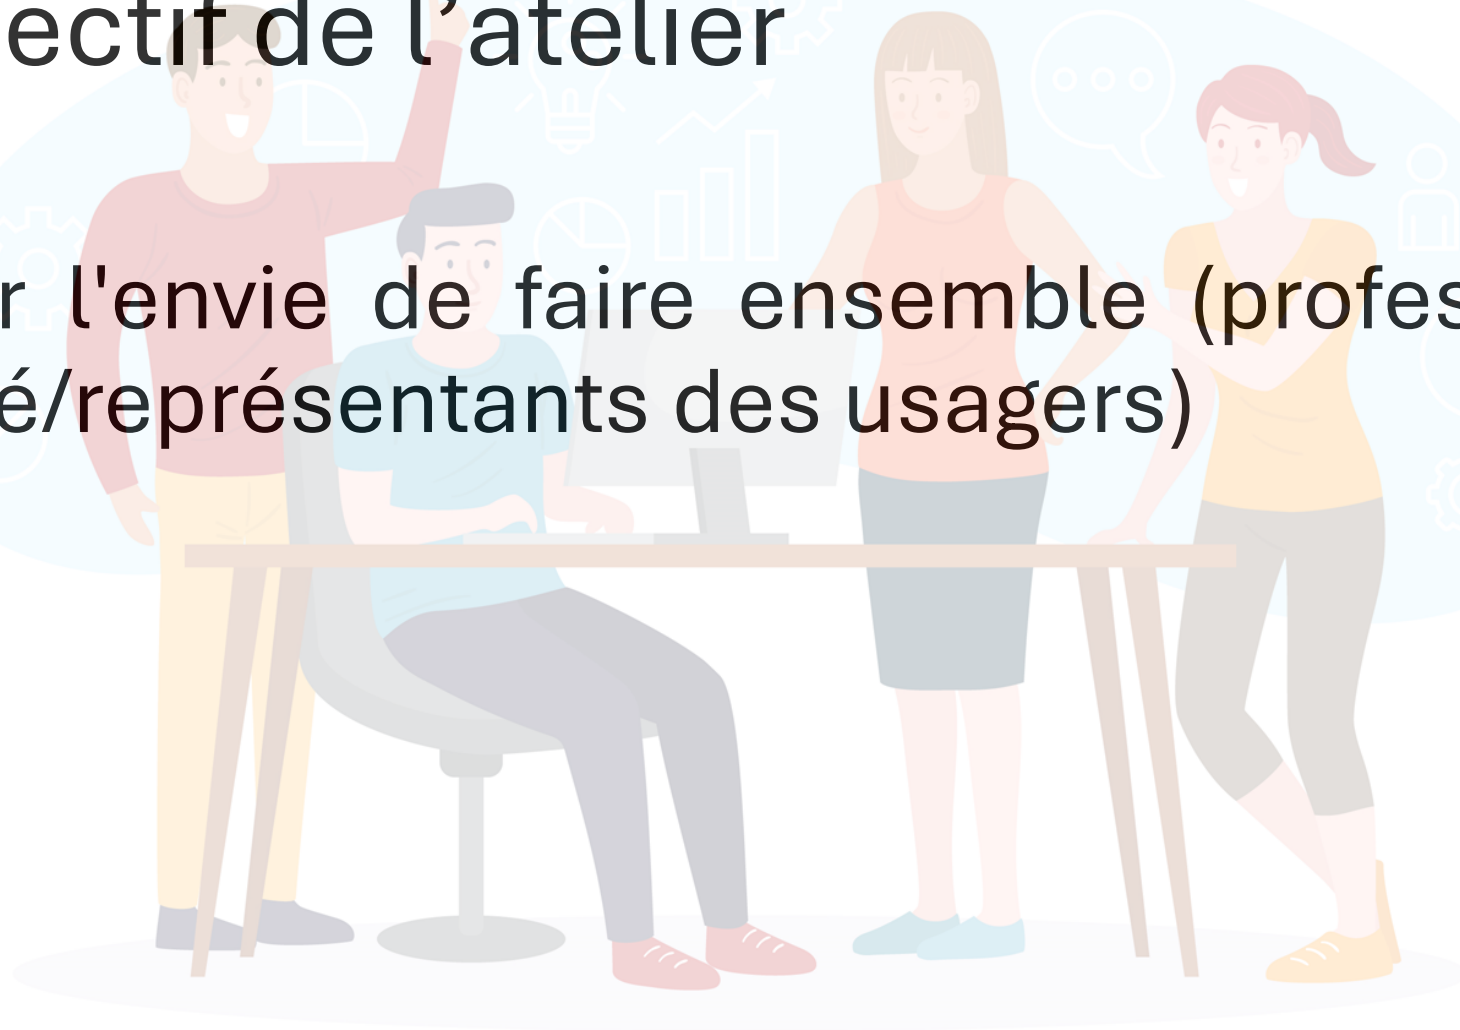 ectif de l’atelier
r l'envie de faire ensemble (profes
é/représentants des usagers)